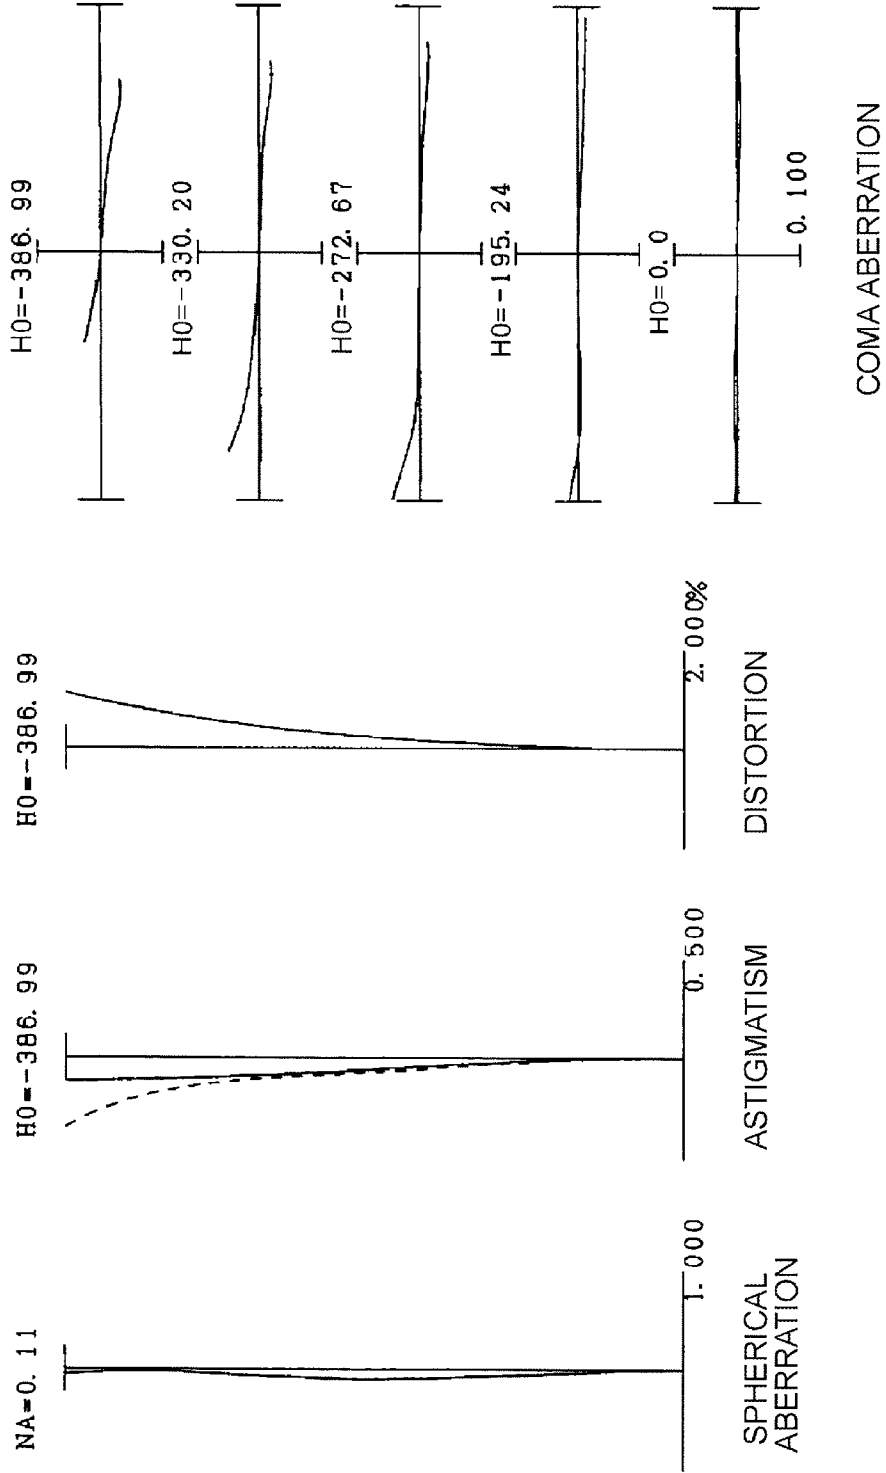 NA=0. 11
1. 000
SPHERICAL
ABERRATION
H0=-386. 99
0. 500
ASTIGMATISM
H0=-386. 99
2. 000%
DISTORTION
H0=-386. 99
H0=-330. 20
H0=-272. 67
H0=-195. 24
H0=0. 0
0. 100
COMA ABERRATION